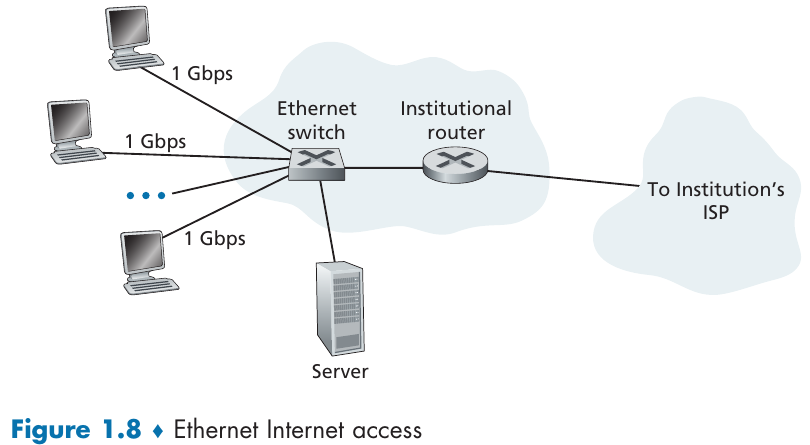 1 Gbps
Ethernet
switch
Institutional
router
1 Gbps
To Institution's
ISP
1 Gbps
Server
Figure 1.8 ♦ Ethernet Internet access